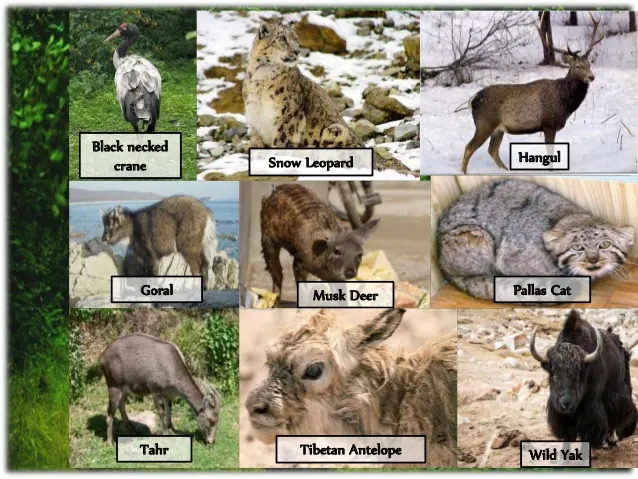 Black necked
crane
Snow Leopard
Hangul
Goral
Musk Deer
Pallas Cat
Tahr
Tibetan Antelope
Wild Yak